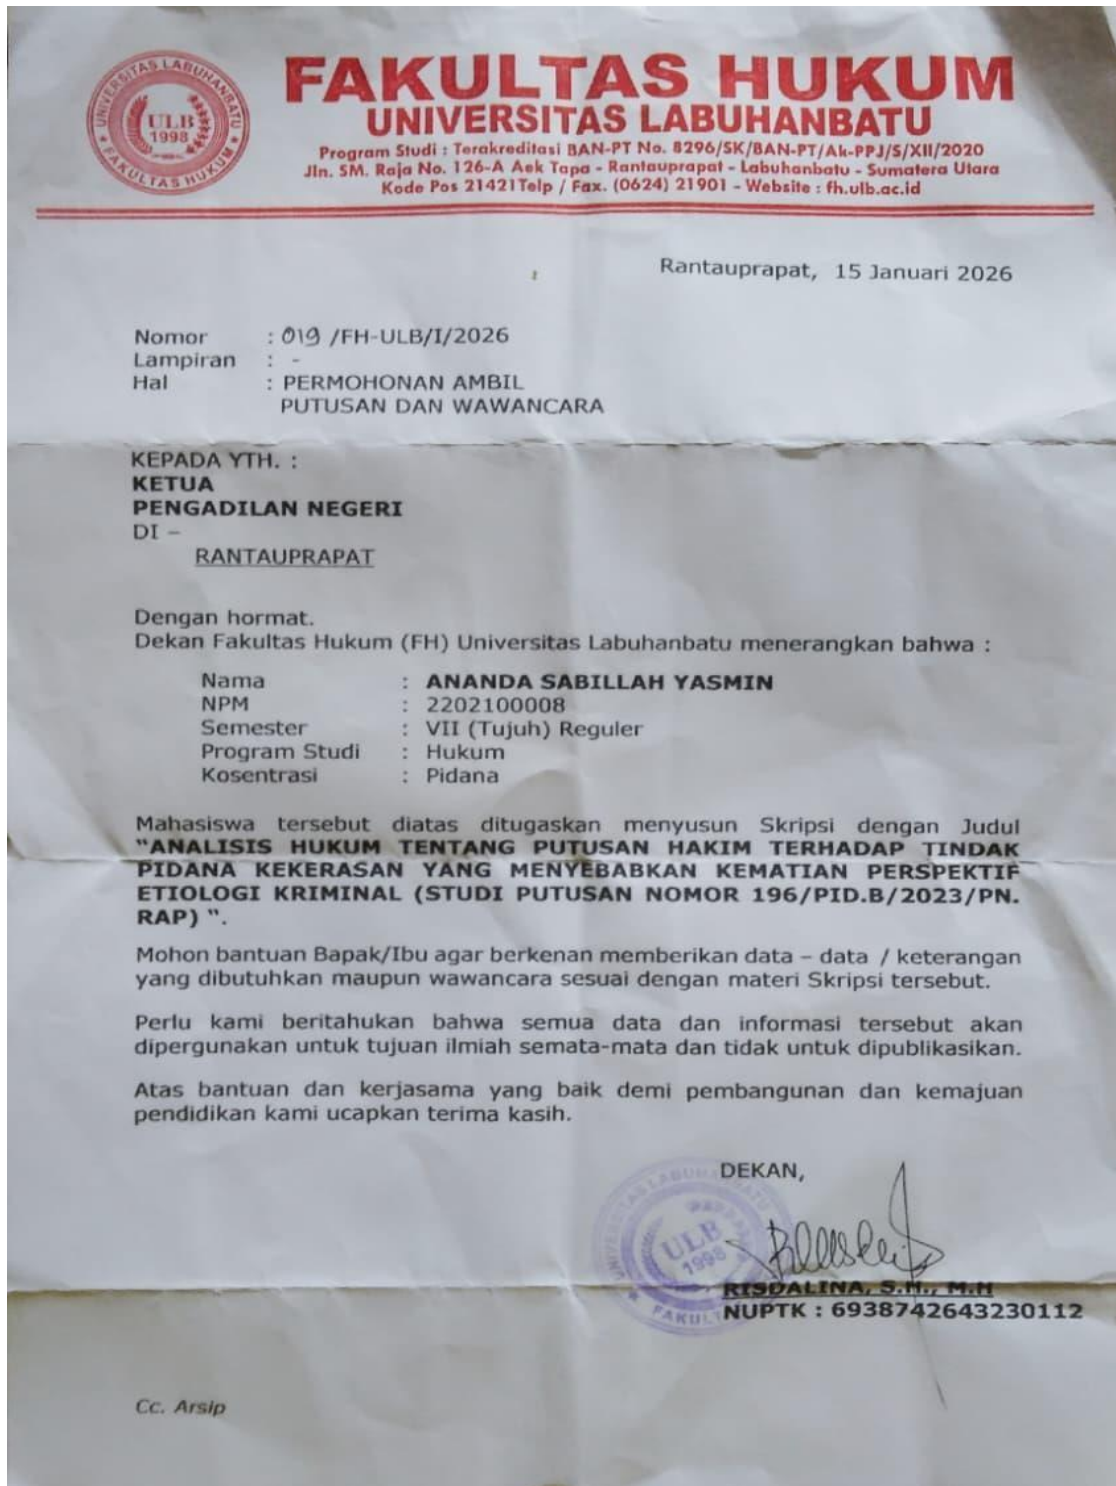 UNIVERSITAS LABUHANBATU
ULB
1998
FAKULTAS HUKUM
FAKULTAS HUKUM
UNIVERSITAS LABUHANBATU
Program Studi : Terakreditasi BAN-PT No. 8296/SK/BAN-PT/Ak-PPJ/S/XII/2020
Jln. SM. Raja No. 126-A Aek Tapa - Rantauprapat - Labuhanbatu - Sumatera Utara
Kode Pos 21421Telp / Fax. (0624) 21901 - Website : fh.ulb.ac.id
Rantauprapat, 15 Januari 2026
Nomor : 019 /FH-ULB/I/2026
Lampiran : -
Hal : PERMOHONAN AMBIL
PUTUSAN DAN WAWANCARA
KEPADA YTH. :
KETUA
PENGADILAN NEGERI
DI –
RANTAUPRAPAT
Dengan hormat.
Dekan Fakultas Hukum (FH) Universitas Labuhanbatu menerangkan bahwa :
Nama : ANANDA SABILLAH YASMIN
NPM : 2202100008
Semester : VII (Tujuh) Reguler
Program Studi : Hukum
Kosentrasi : Pidana
Mahasiswa tersebut diatas ditugaskan menyusun Skripsi dengan Judul
"ANALISIS HUKUM TENTANG PUTUSAN HAKIM TERHADAP TINDAK
PIDANA KEKERASAN YANG MENYEBABKAN KEMATIAN PERSPEKTIF
ETIOLOGI KRIMINAL (STUDI PUTUSAN NOMOR 196/PID.B/2023/PN.
RAP) ".
Mohon bantuan Bapak/Ibu agar berkenan memberikan data – data / keterangan
yang dibutuhkan maupun wawancara sesuai dengan materi Skripsi tersebut.
Perlu kami beritahukan bahwa semua data dan informasi tersebut akan
dipergunakan untuk tujuan ilmiah semata-mata dan tidak untuk dipublikasikan.
Atas bantuan dan kerjasama yang baik demi pembangunan dan kemajuan
pendidikan kami ucapkan terima kasih.
DEKAN,
ULB
1998
RISDALINA, S.H., M.H
NUPTK : 6938742643230112
Cc. Arsip